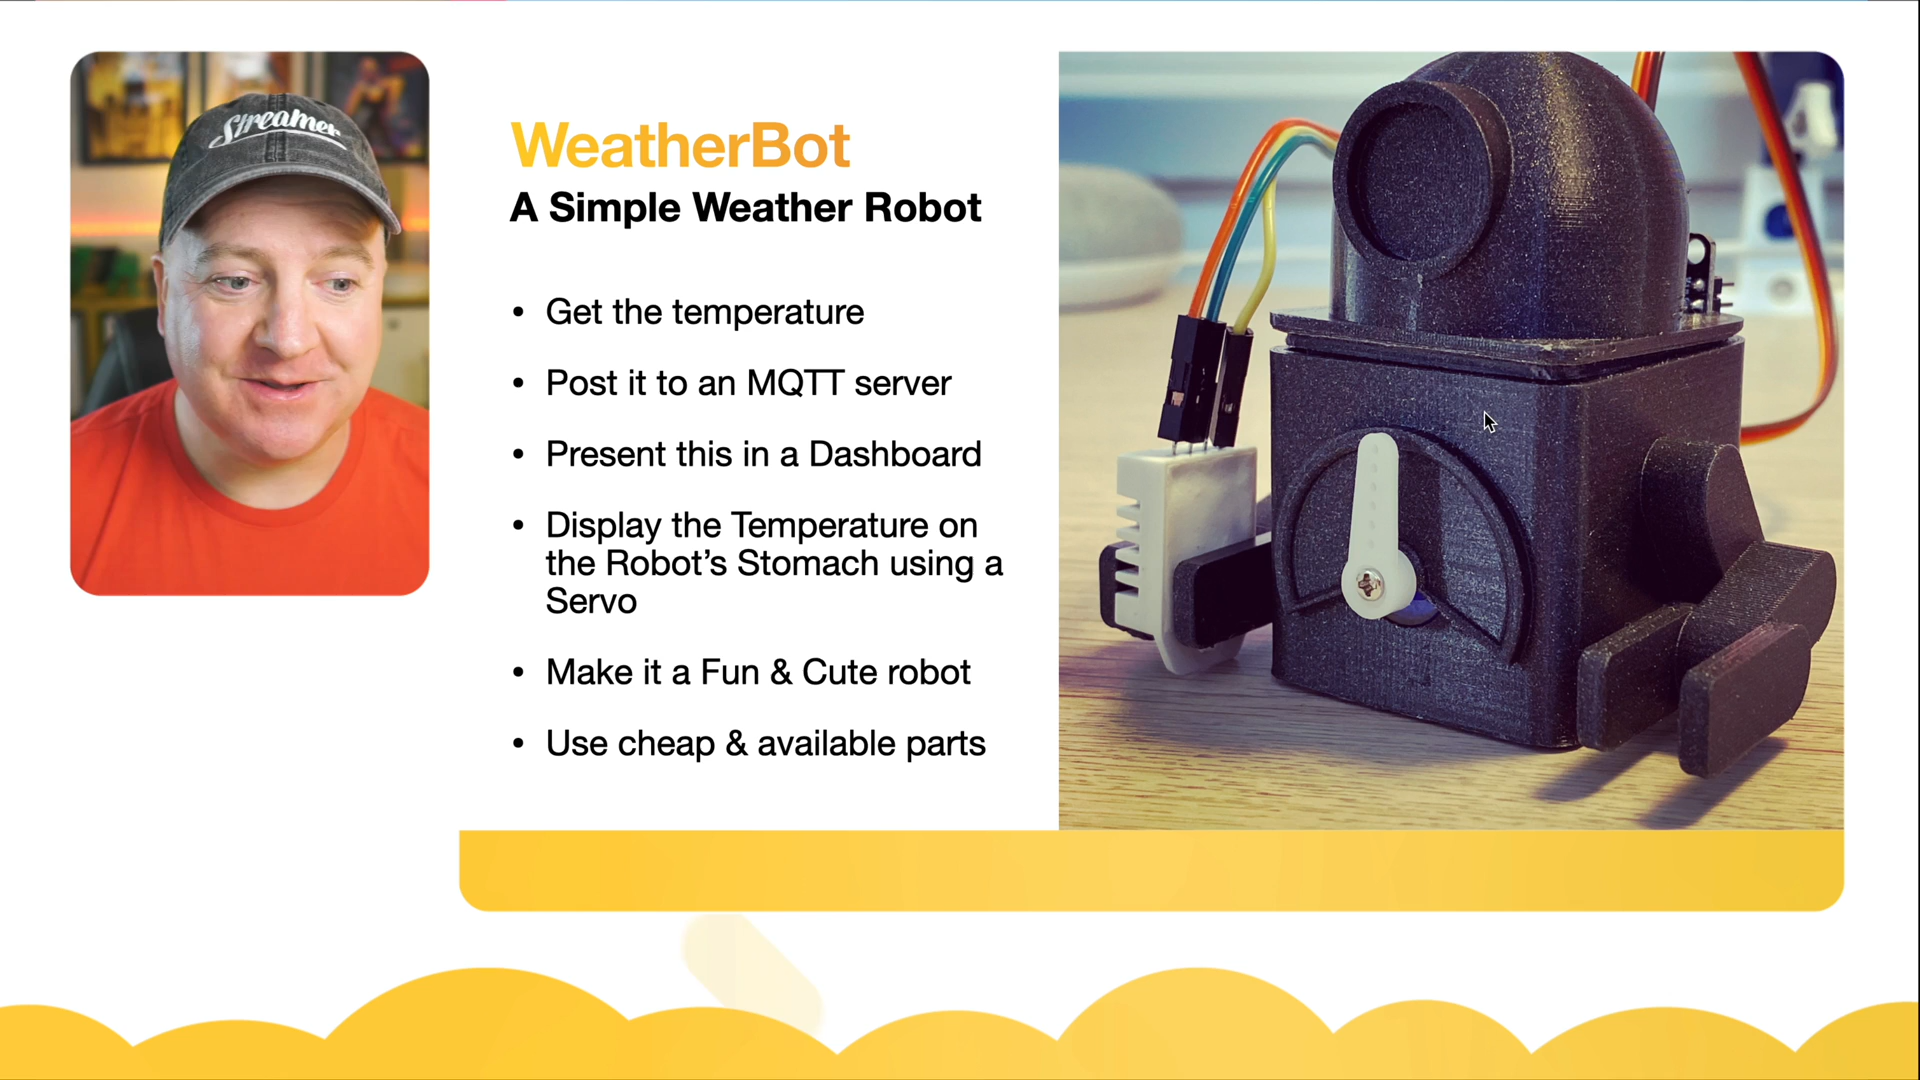 Streamer
WeatherBot
A Simple Weather Robot
• Get the temperature
• Post it to an MQTT server
• Present this in a Dashboard
• Display the Temperature on
the Robot’s Stomach using a
Servo
• Make it a Fun & Cute robot
• Use cheap & available parts